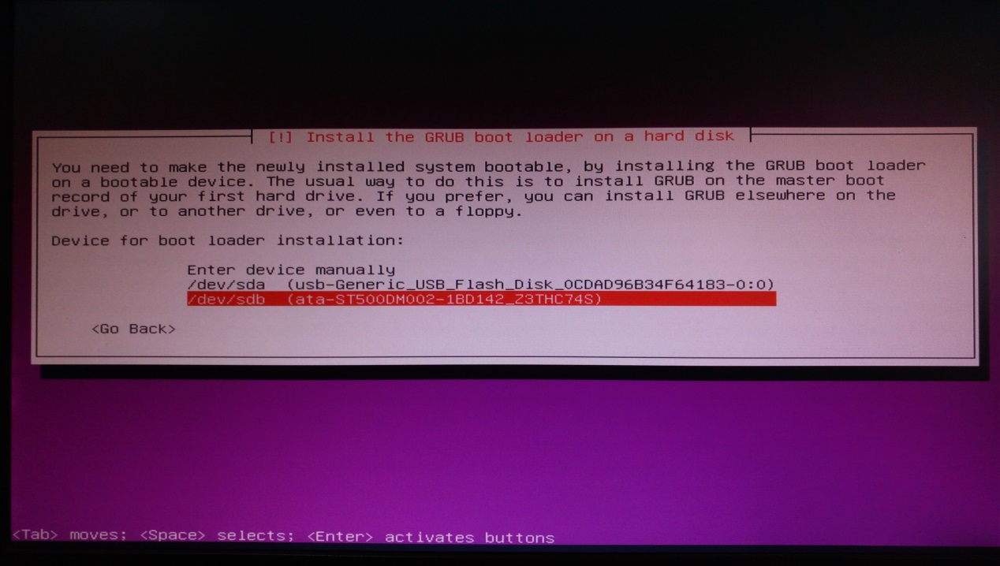 [!] Install the GRUB boot loader on a hard disk
You need to make the newly installed system bootable, by installing the GRUB boot loader
on a bootable device. The usual way to do this is to install GRUB on the master boot
record of your first hard drive. If you prefer, you can install GRUB elsewhere on the
drive, or to another drive, or even to a floppy.
Device for boot loader installation:
Enter device manually
/dev/sda (usb-Generic_USB_Flash_Disk_0CDAD96B34F64183-0:0)
/dev/sdb (ata-ST500DM002-1BD142_Z3THC74S)
<Go Back>
<Tab> moves; <Space> selects; <Enter> activates buttons